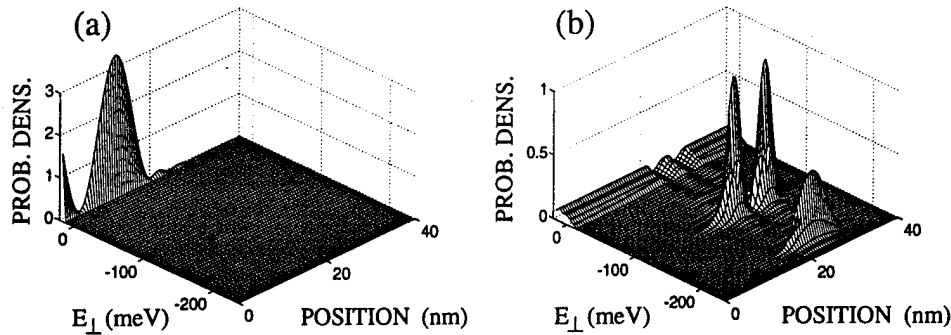 (a)
PROB. DENS.
3
2
1
0
0
-100
-200
0
20
40
E⊥ (meV)
POSITION (nm)
(b)
PROB. DENS.
1
0.5
0
0
-100
-200
0
20
40
E⊥ (meV)
POSITION (nm)